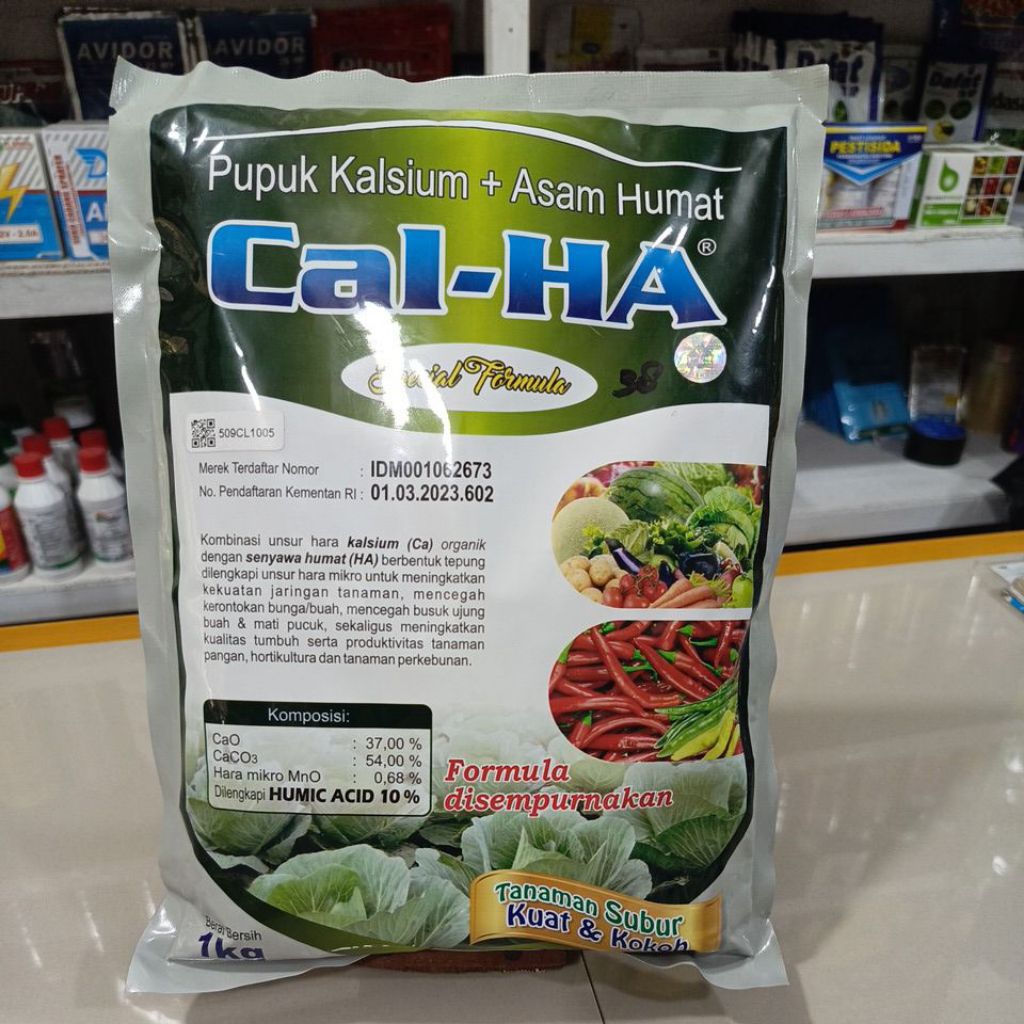 AVIDOR
AVIDOR
PESTISIDA
Pupuk Kalsium + Asam Humat
Cal-HA®
Special Formula
38
509CL1005
Merek Terdaftar Nomor : IDM001062673
No. Pendaftaran Kementan RI : 01.03.2023.602
Kombinasi unsur hara kalsium (Ca) organik
dengan senyawa humat (HA) berbentuk tepung
dilengkapi unsur hara mikro untuk meningkatkan
kekuatan jaringan tanaman, mencegah
kerontokan bunga/buah, mencegah busuk ujung
buah & mati pucuk, sekaligus meningkatkan
kualitas tumbuh serta produktivitas tanaman
pangan, hortikultura dan tanaman perkebunan.
Komposisi:
CaO : 37,00 %
CaCO3 : 54,00 %
Hara mikro MnO : 0,68 %
Dilengkapi HUMIC ACID 10 %
Formula
disempurnakan
Tanaman Subur
Kuat & Kokoh
Berat Bersih
1kg